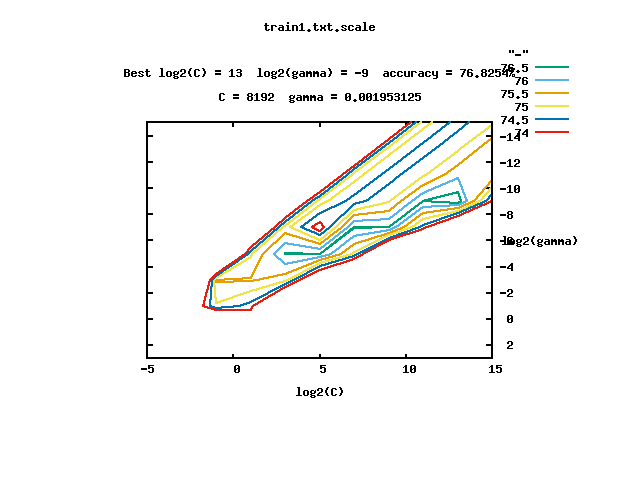 train1.txt.scale
"-"
Best log2(C) = 13 log2(gamma) = -9 accuracy = 76.8254%
76.5
76
C = 8192 gamma = 0.001953125
75.5
75
74.5
74
-14
-12
-10
-8
-6
log2(gamma)
-4
-2
0
2
-5 0 5 10 15
log2(C)